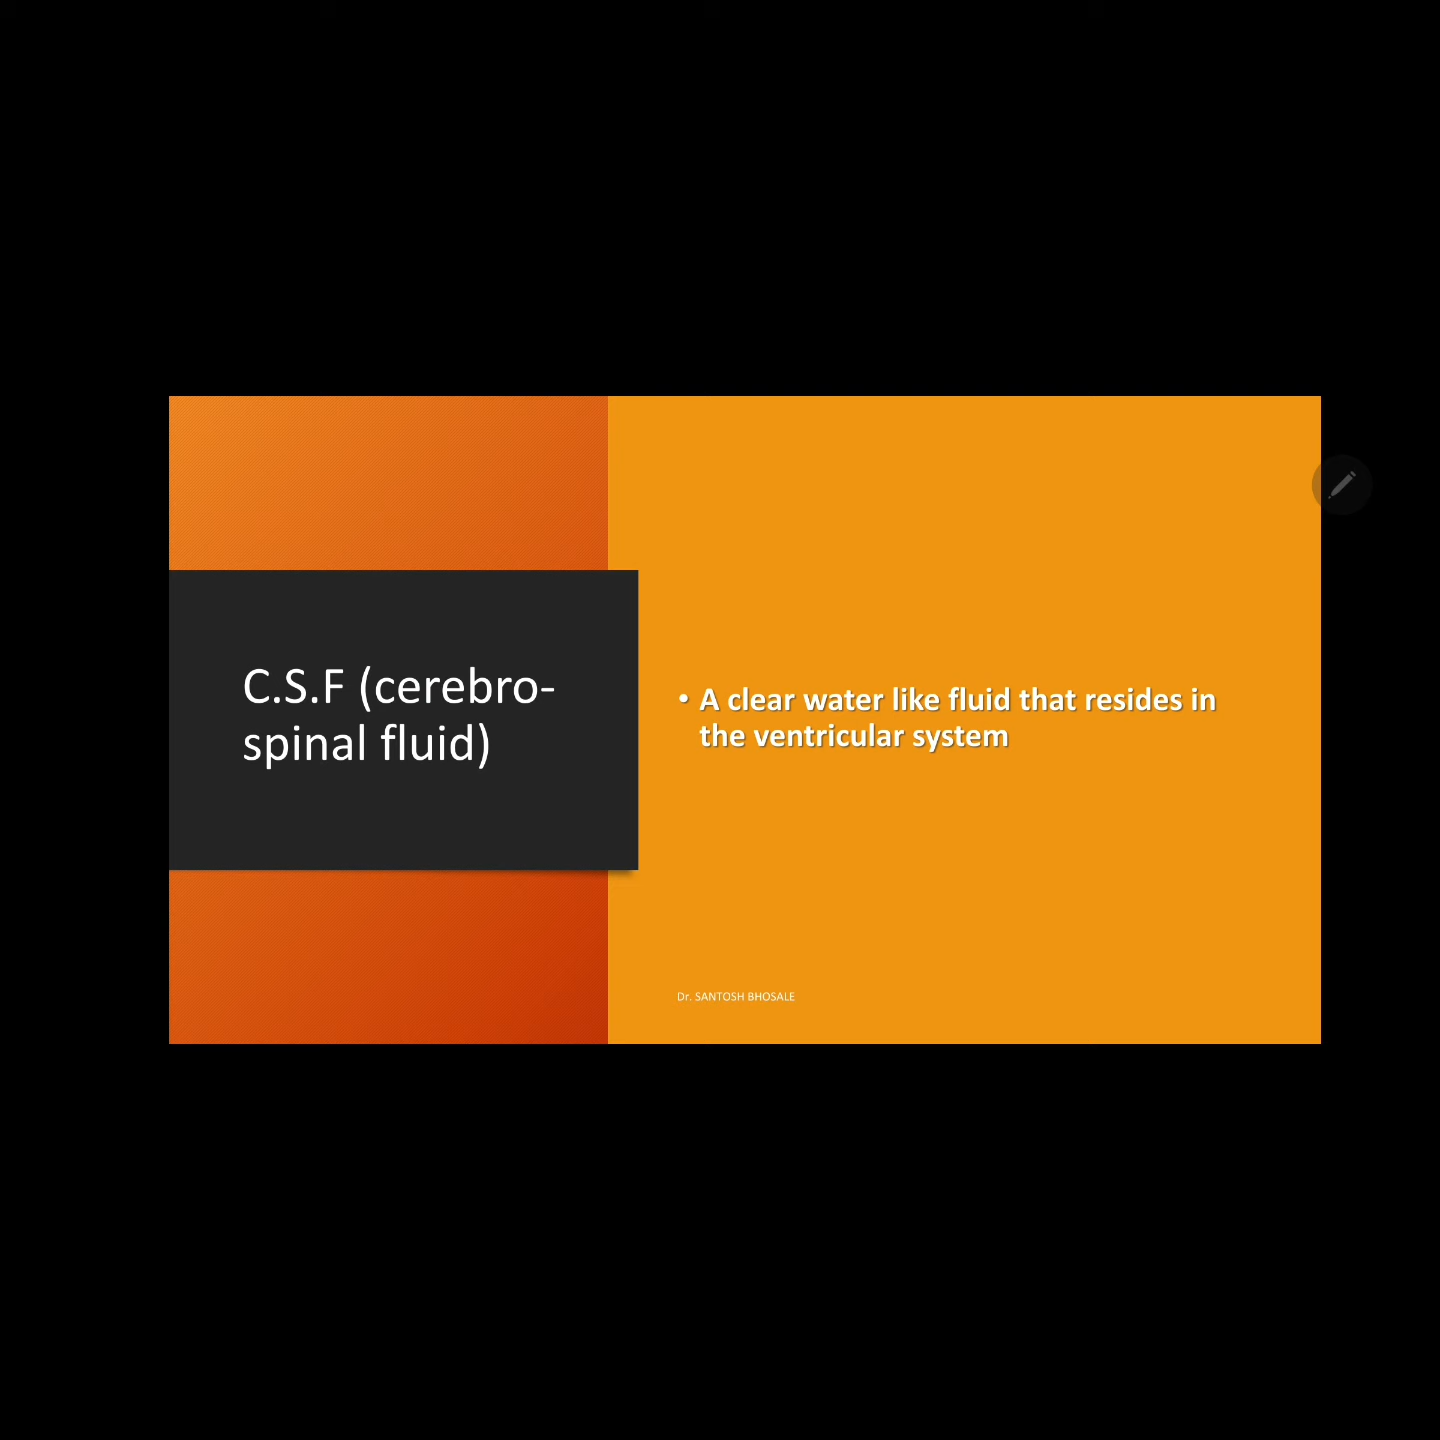 C.S.F (cerebro-
spinal fluid)
• A clear water like fluid that resides in
the ventricular system
Dr. SANTOSH BHOSALE